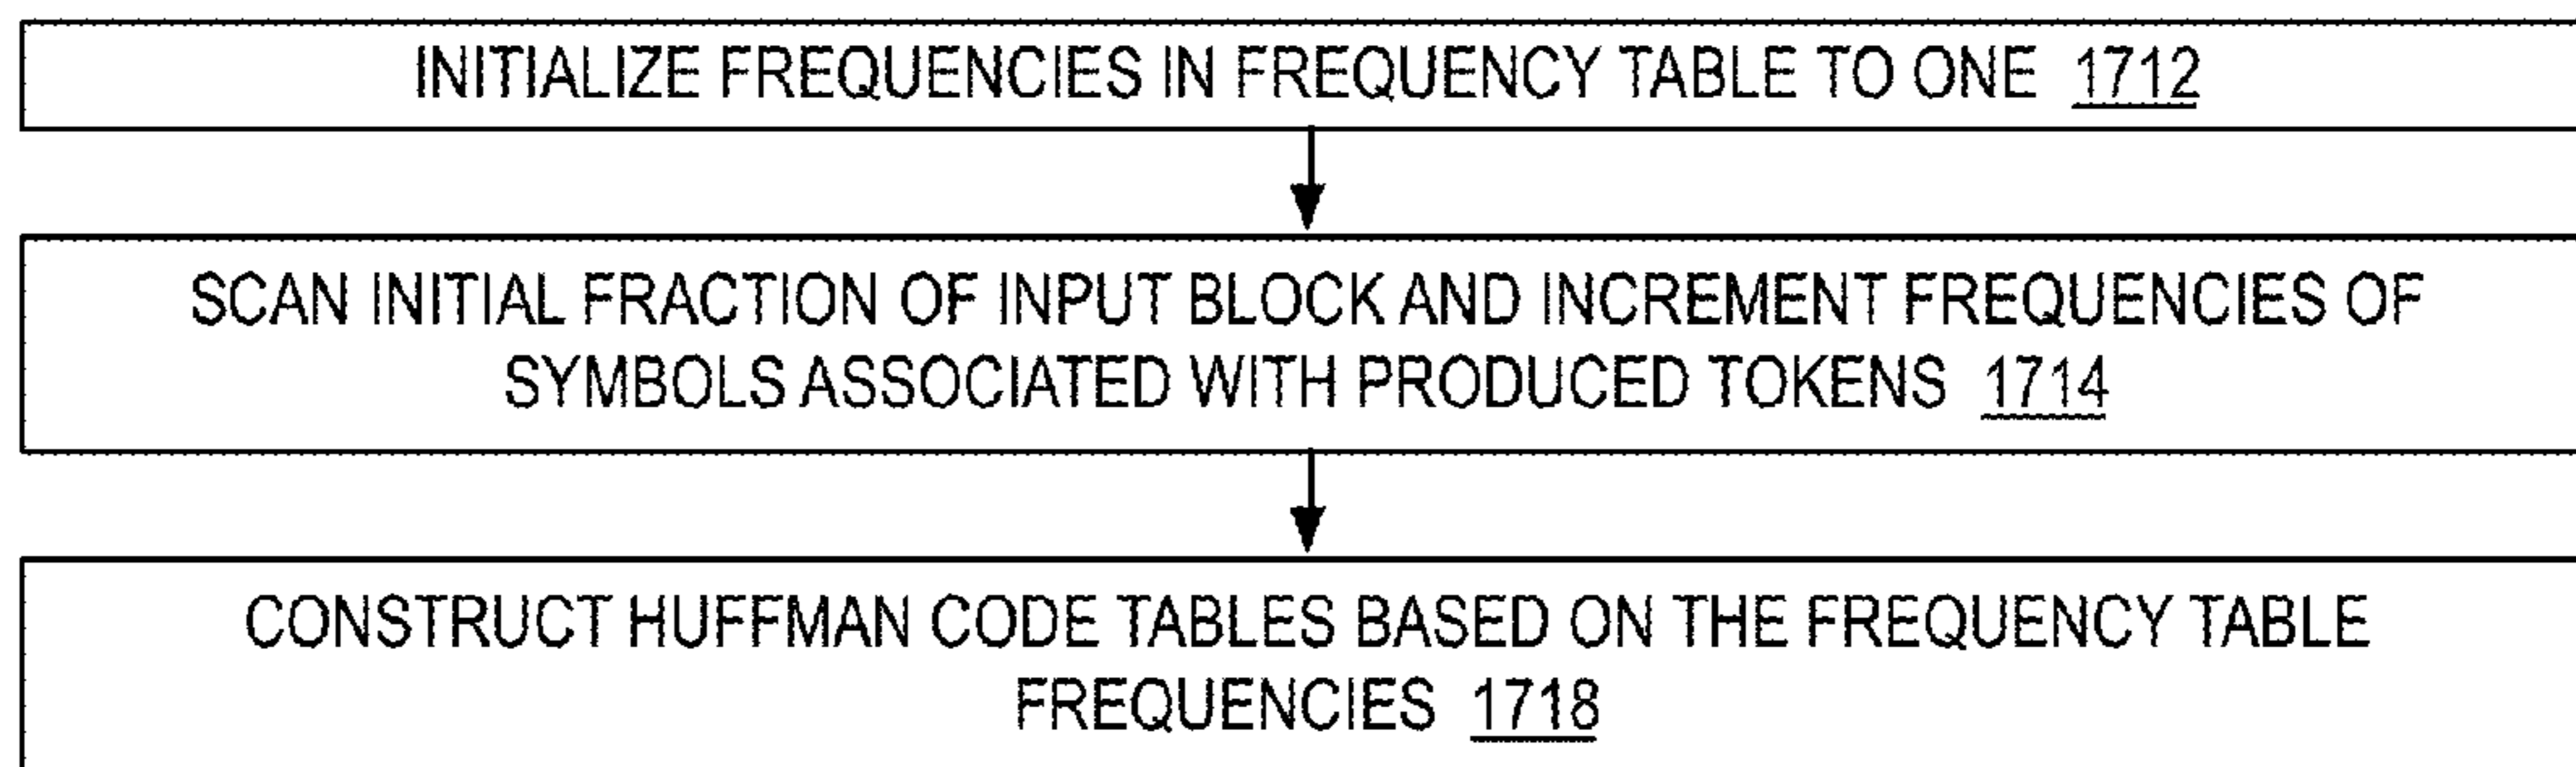 INITIALIZE FREQUENCIES IN FREQUENCY TABLE TO ONE 1712
SCAN INITIAL FRACTION OF INPUT BLOCK AND INCREMENT FREQUENCIES OF
SYMBOLS ASSOCIATED WITH PRODUCED TOKENS 1714
CONSTRUCT HUFFMAN CODE TABLES BASED ON THE FREQUENCY TABLE
FREQUENCIES 1718